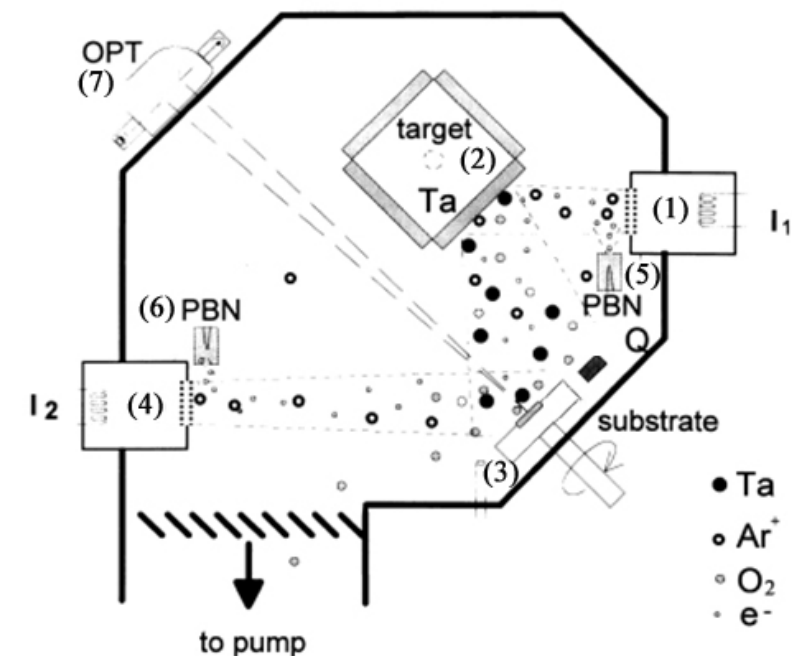 OPT
(7)
target
(2)
Ta
(1)
I₁
(5)
PBN
(6) PBN
Q
I₂
(4)
substrate
(3)
Ta
Ar⁺
O₂
e⁻
to pump